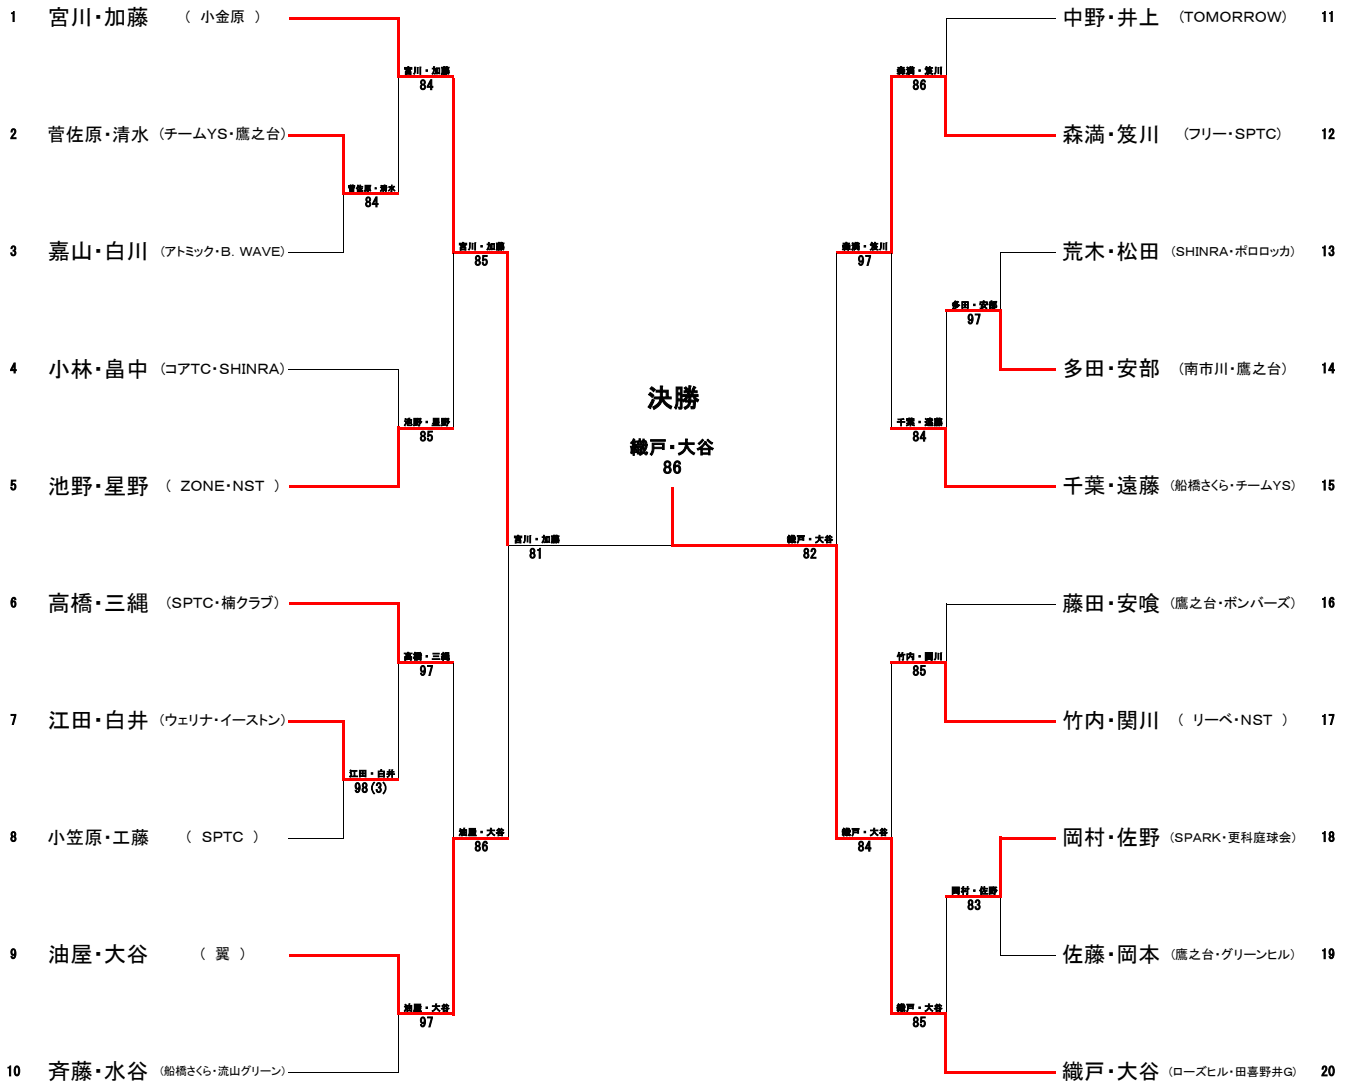 1 宮川・加藤 （ 小金原 ）
宮川・加藤
84
2 菅佐原・清水 （チームYS・鷹之台）
菅佐原・清水
84
3 嘉山・白川 （アトミック・B. WAVE）
宮川・加藤
85
4 小林・畠中 （コアTC・SHINRA）
池野・星野
85
5 池野・星野 （ ZONE・NST ）
宮川・加藤
81
6 高橋・三縄 （SPTC・楠クラブ）
高橋・三縄
97
7 江田・白井 （ウェリナ・イーストン）
江田・白井
98(3)
8 小笠原・工藤 （ SPTC ）
油屋・大谷
86
9 油屋・大谷 （ 翼 ）
油屋・大谷
97
10 斉藤・水谷 （船橋さくら・流山グリーン）
決勝
織戸・大谷
86
中野・井上 （TOMORROW） 11
森満・笈川
86
森満・笈川 （フリー・SPTC） 12
森満・笈川
97
荒木・松田 （SHINRA・ポロロッカ） 13
多田・安部
97
多田・安部 （南市川・鷹之台） 14
千葉・遠藤
84
千葉・遠藤 （船橋さくら・チームYS） 15
織戸・大谷
82
藤田・安喰 （鷹之台・ボンバーズ） 16
竹内・関川
85
竹内・関川 （ リーベ・NST ） 17
織戸・大谷
84
岡村・佐野 （SPARK・更科庭球会） 18
岡村・佐野
83
佐藤・岡本 （鷹之台・グリーンヒル） 19
織戸・大谷
85
織戸・大谷 （ローズヒル・田喜野井G） 20